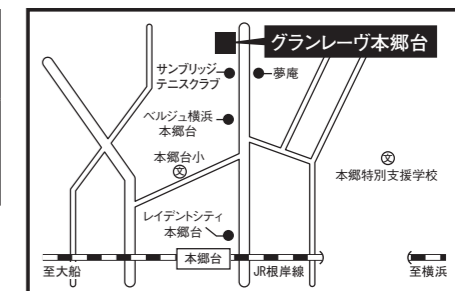 グランレーヴ本郷台
サンブリッジ
テニスクラブ
夢庵
ベルジュ横浜
本郷台
本郷台小
文
文
本郷特別支援学校
レイデントシティ
本郷台
本郷台
至大船
JR根岸線
至横浜